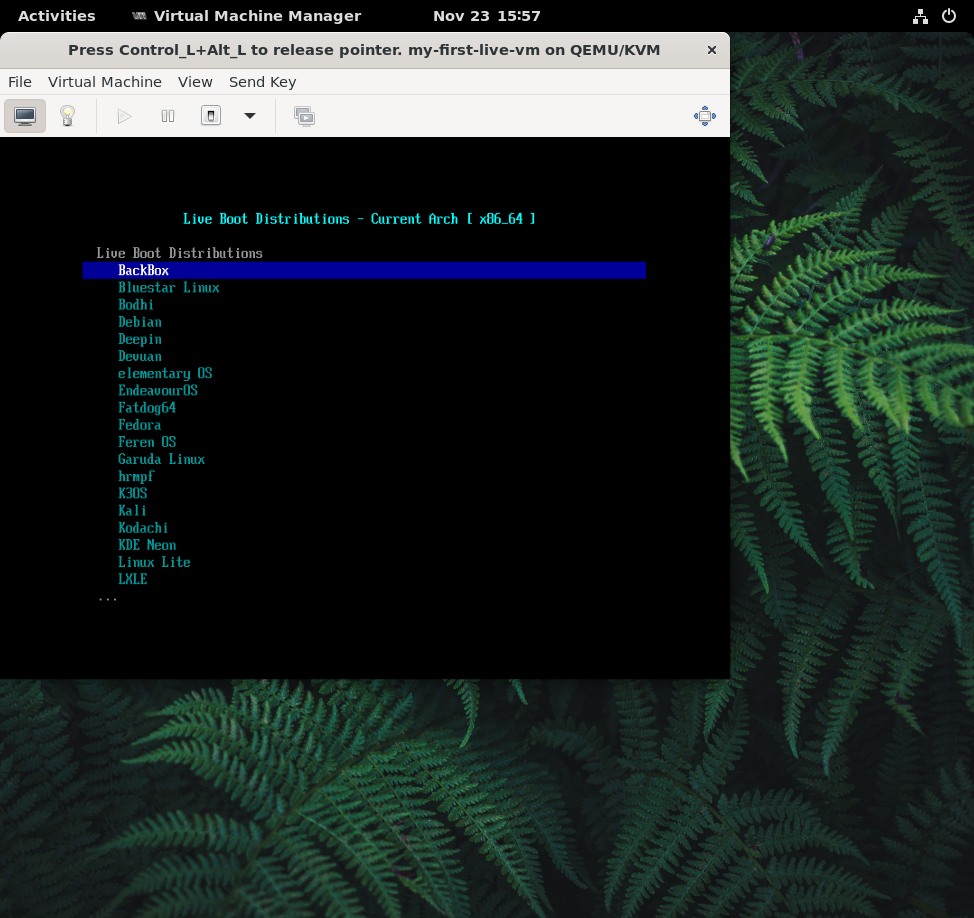 Activities Virtual Machine Manager Nov 23 15:57
Press Control_L+Alt_L to release pointer. my-first-live-vm on QEMU/KVM
File Virtual Machine View Send Key
Live Boot Distributions - Current Arch [ x86_64 ]
Live Boot Distributions
BackBox
Bluestar Linux
Bodhi
Debian
Deepin
Devuan
elementary OS
EndeavourOS
Fatdog64
Fedora
Feren OS
Garuda Linux
hrmpf
K3OS
Kali
Kodachi
KDE Neon
Linux Lite
LXLE
...